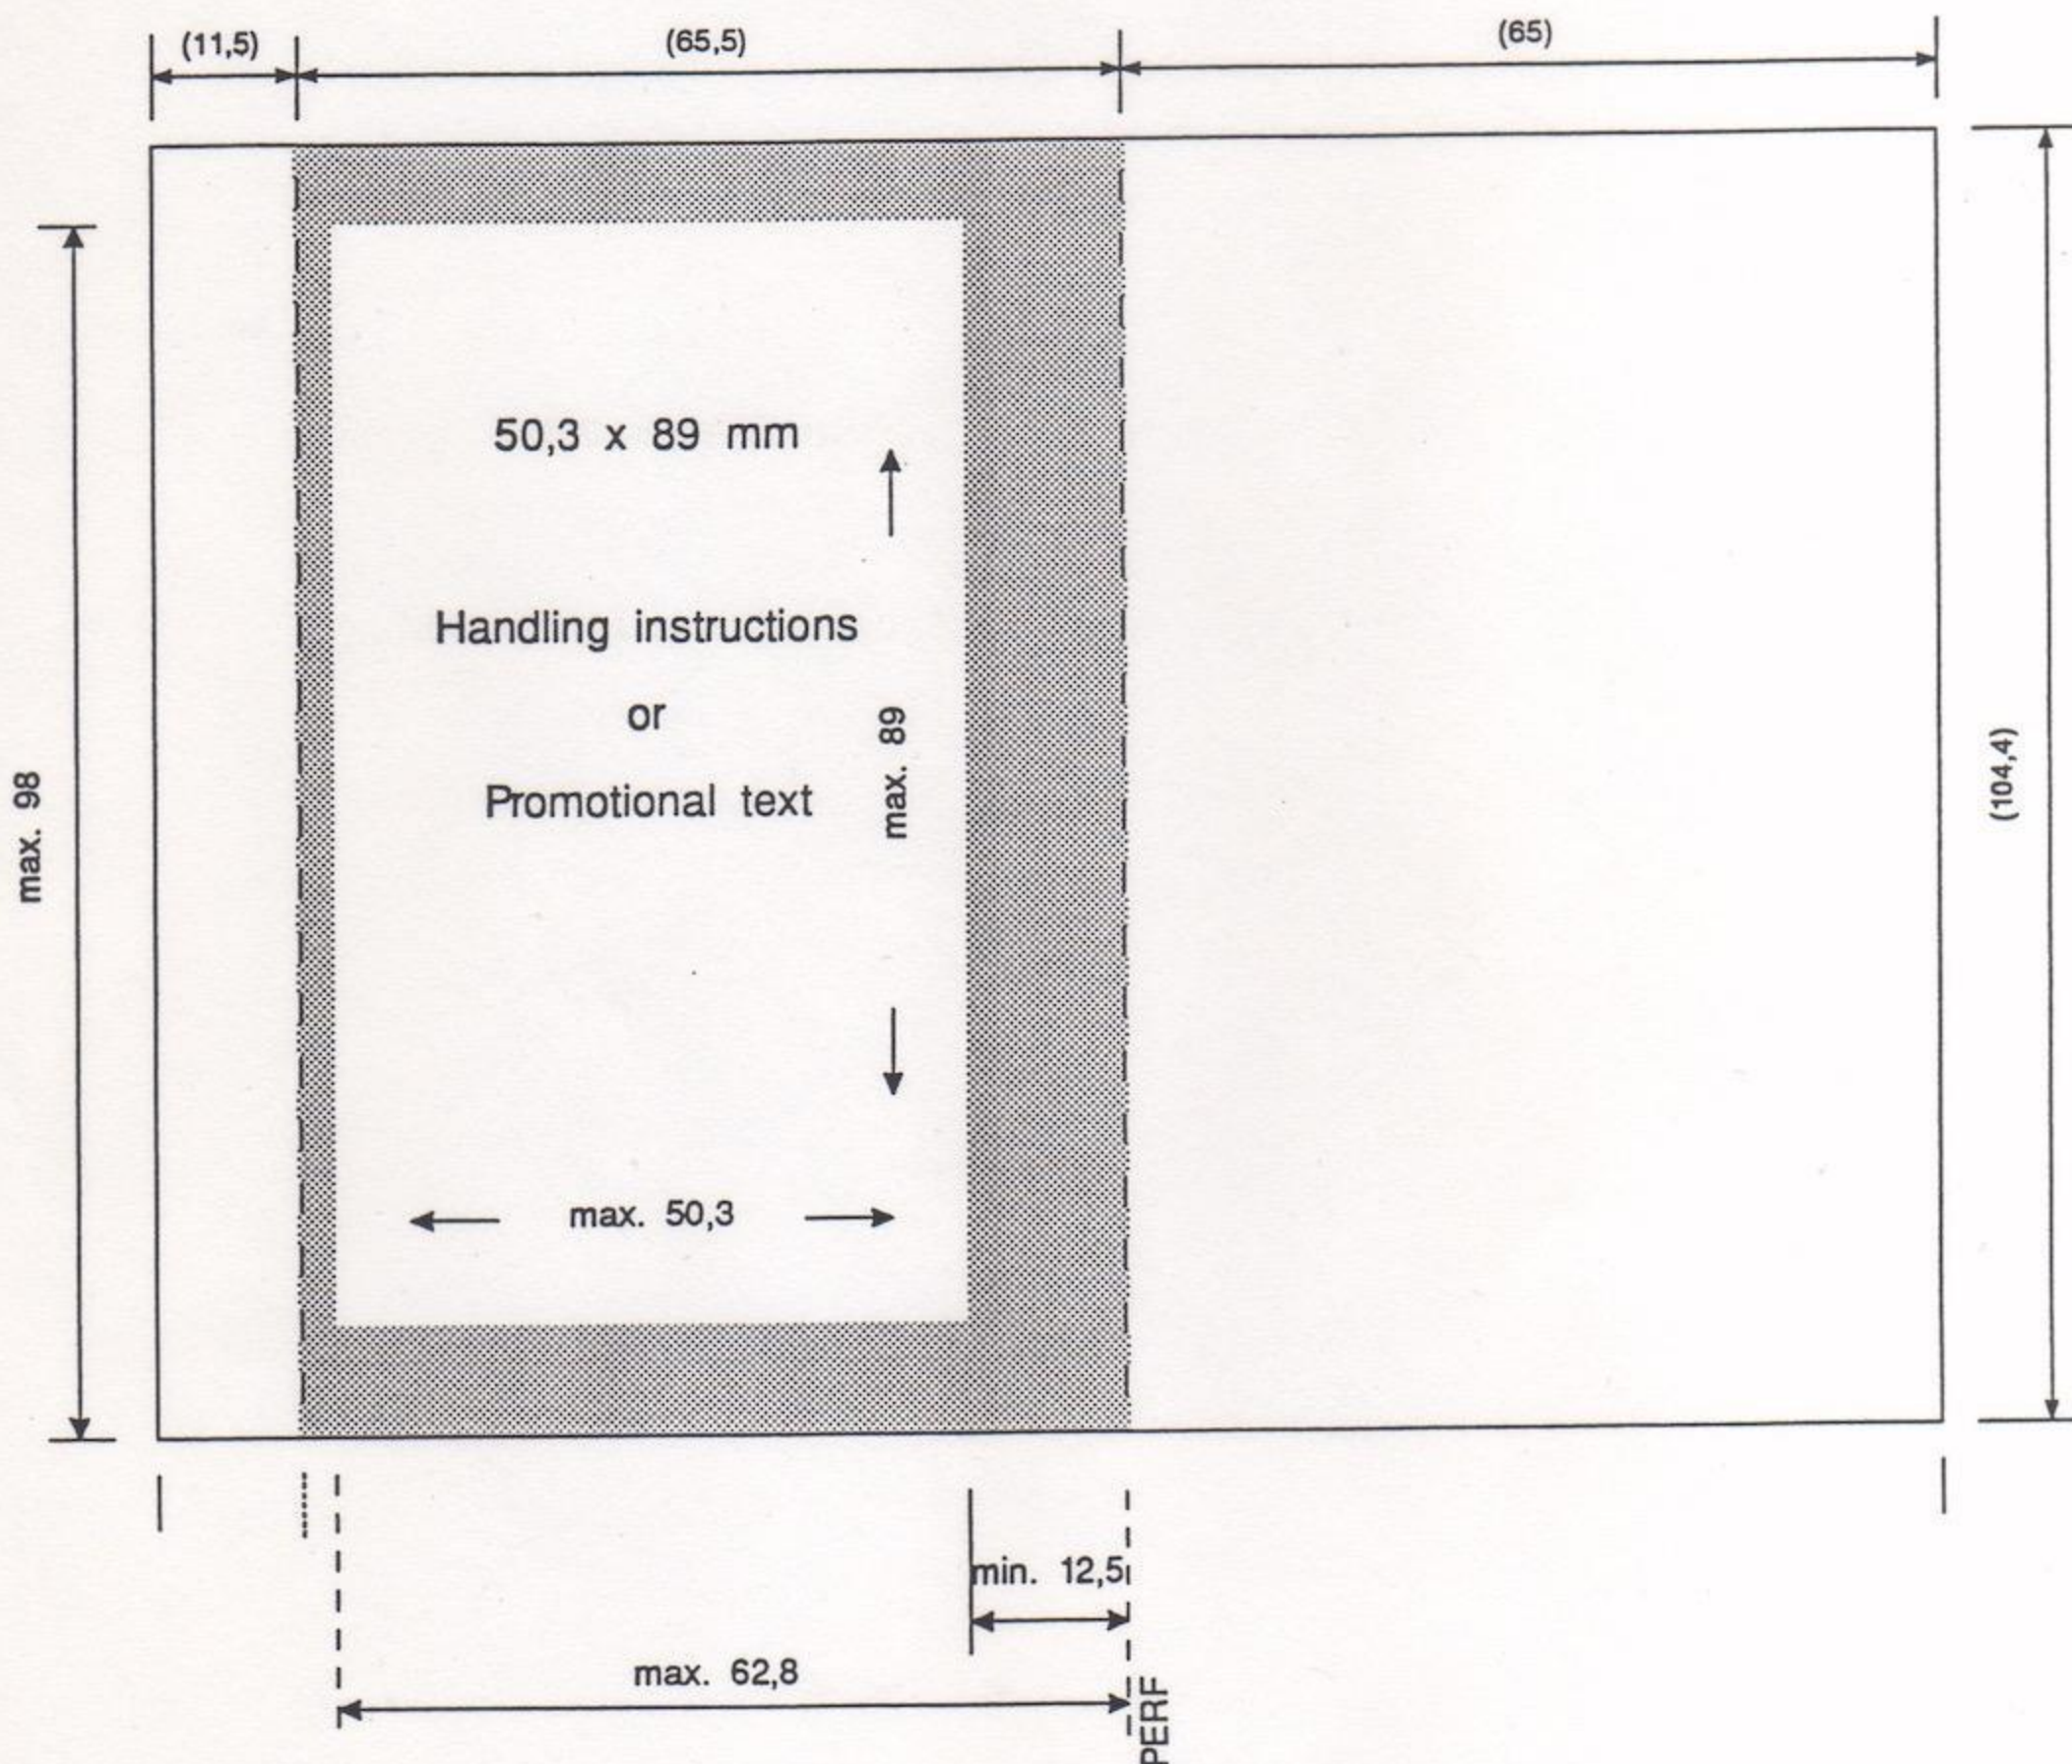 (11,5)
(65,5)
(65)
50,3 x 89 mm
Handling instructions
or
Promotional text
max. 89
max. 98
(104,4)
max. 50,3
min. 12,5
max. 62,8
PERF